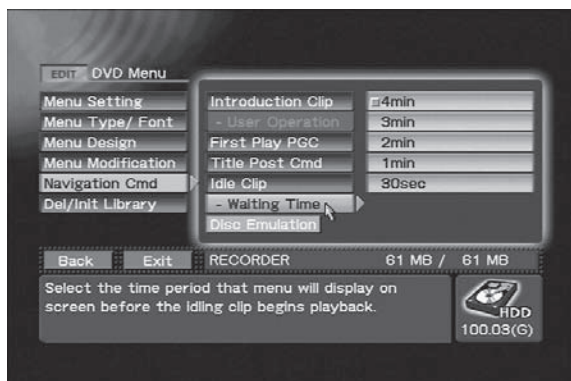 EDIT DVD Menu
Menu Setting
Menu Type/ Font
Menu Design
Menu Modification
Navigation Cmd
Del/Init Library
Introduction Clip
- User Operation
First Play PGC
Title Post Cmd
Idle Clip
- Waiting Time
Disc Emulation
4min
3min
2min
1min
30sec
Back Exit RECORDER 61 MB / 61 MB
Select the time period that menu will display on
screen before the idling clip begins playback.
HDD
100.03(G)